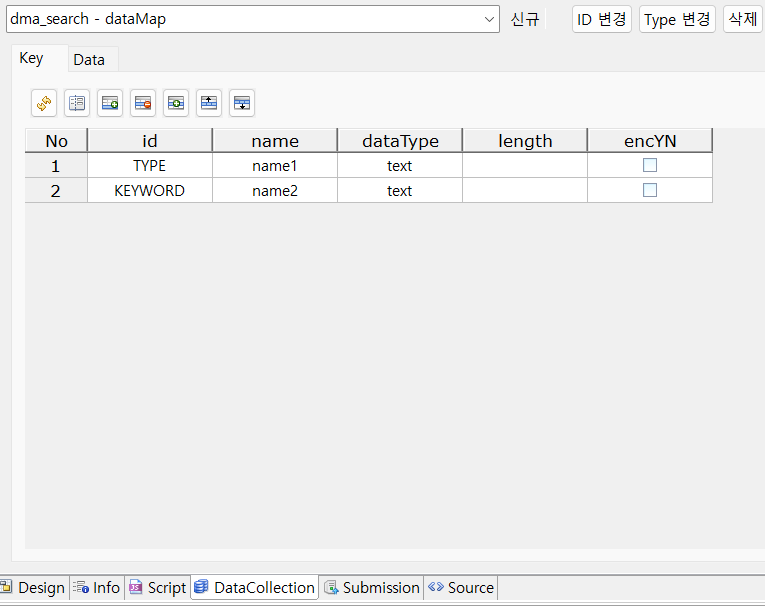 dma_search - dataMap 신규 ID 변경 Type 변경 삭제
Key Data
No id name dataType length encYN
1 TYPE name1 text
2 KEYWORD name2 text
Design Info Script DataCollection Submission Source